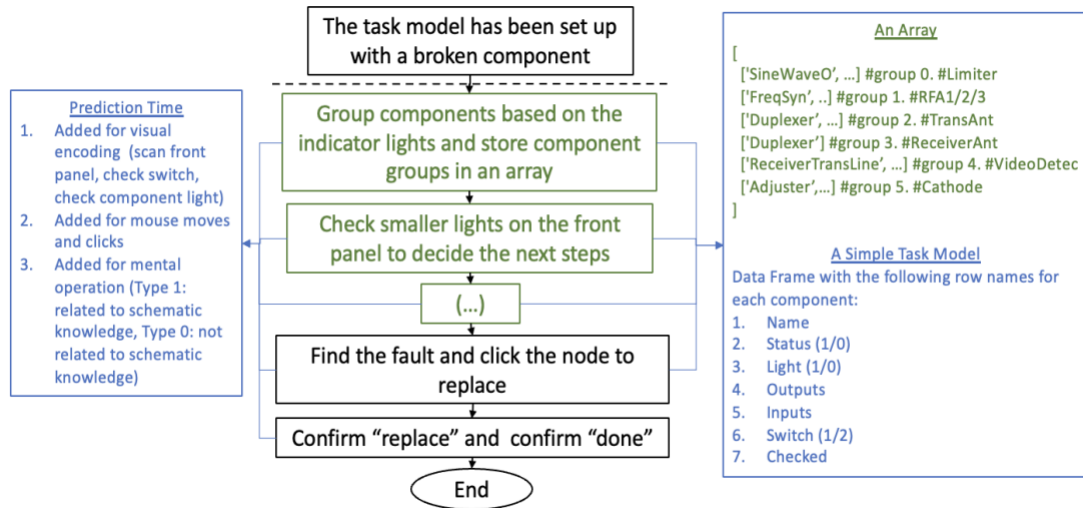 The task model has been set up
with a broken component
Prediction Time
1. Added for visual
encoding (scan front
panel, check switch,
check component light)
2. Added for mouse moves
and clicks
3. Added for mental
operation (Type 1:
related to schematic
knowledge, Type 0: not
related to schematic
knowledge)
Group components based on the
indicator lights and store component
groups in an array
Check smaller lights on the front
panel to decide the next steps
(...)
Find the fault and click the node to
replace
Confirm “replace” and confirm “done”
End
An Array
[
['SineWaveO’, …] #group 0. #Limiter
['FreqSyn’, ..] #group 1. #RFA1/2/3
['Duplexer’, …] #group 2. #TransAnt
['Duplexer’] #group 3. #ReceiverAnt
['ReceiverTransLine’, …] #group 4. #VideoDetec
['Adjuster’,…] #group 5. #Cathode
]
A Simple Task Model
Data Frame with the following row names for
each component:
1. Name
2. Status (1/0)
3. Light (1/0)
4. Outputs
5. Inputs
6. Switch (1/2)
7. Checked